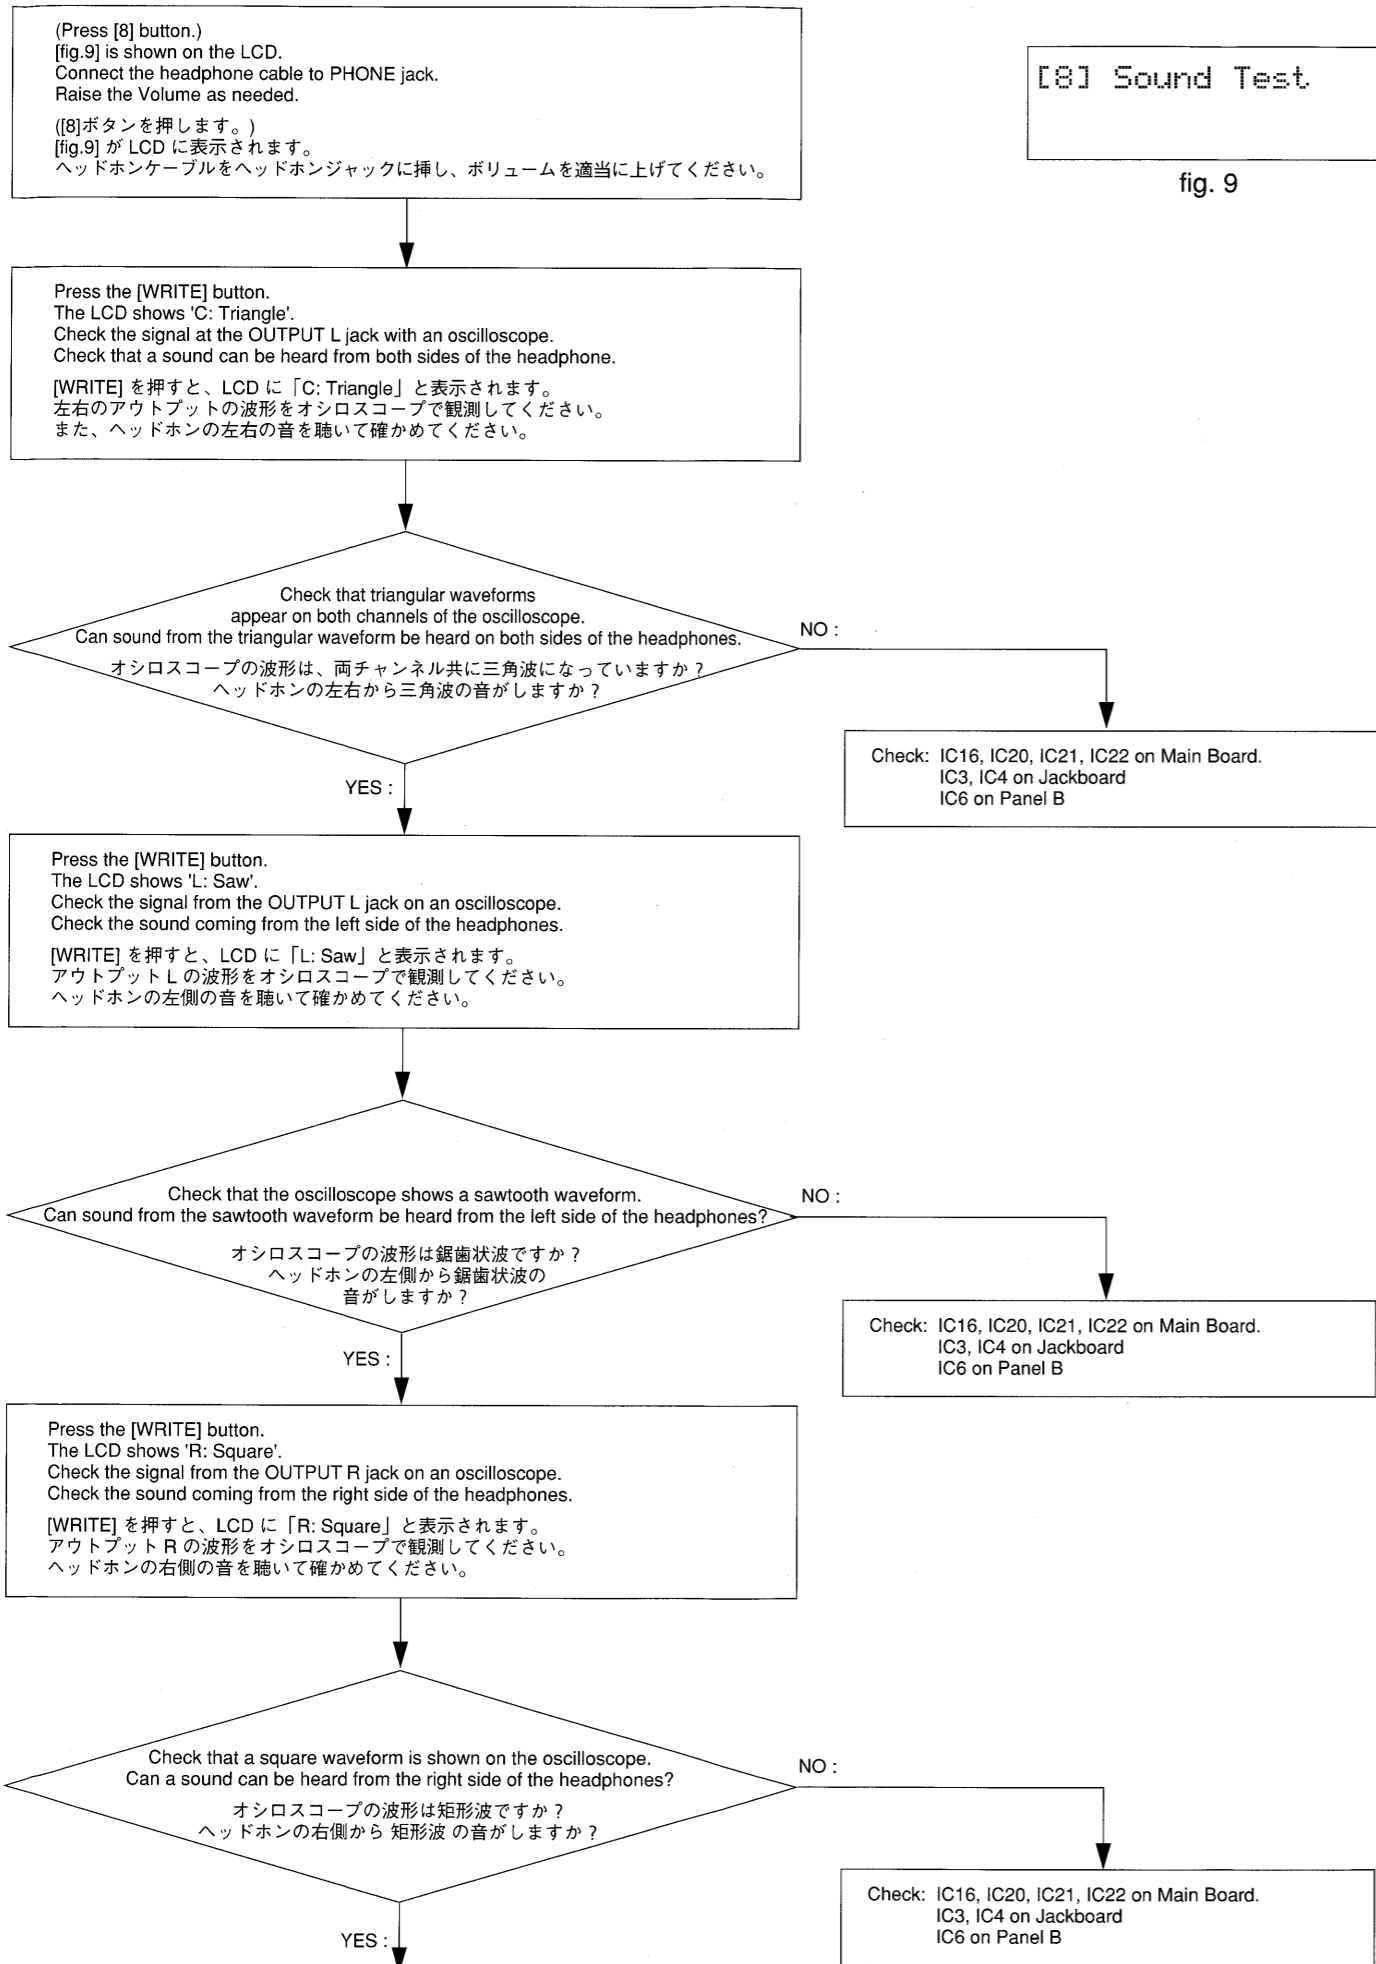 (Press [8] button.)
[fig.9] is shown on the LCD.
Connect the headphone cable to PHONE jack.
Raise the Volume as needed.
([8]ボタンを押します。)
[fig.9] が LCD に表示されます。
ヘッドホンケーブルをヘッドホンジャックに挿し、ボリュームを適当に上げてください。
[8] Sound Test
fig. 9
Press the [WRITE] button.
The LCD shows 'C: Triangle'.
Check the signal at the OUTPUT L jack with an oscilloscope.
Check that a sound can be heard from both sides of the headphone.
[WRITE] を押すと、LCD に「C: Triangle」と表示されます。
左右のアウトプットの波形をオシロスコープで観測してください。
また、ヘッドホンの左右の音を聴いて確かめてください。
Check that triangular waveforms
appear on both channels of the oscilloscope.
Can sound from the triangular waveform be heard on both sides of the headphones.
オシロスコープの波形は、両チャンネル共に三角波になっていますか?
ヘッドホンの左右から三角波の音がしますか?
NO :
Check: IC16, IC20, IC21, IC22 on Main Board.
IC3, IC4 on Jackboard
IC6 on Panel B
YES :
Press the [WRITE] button.
The LCD shows 'L: Saw'.
Check the signal from the OUTPUT L jack on an oscilloscope.
Check the sound coming from the left side of the headphones.
[WRITE] を押すと、LCD に「L: Saw」と表示されます。
アウトプット L の波形をオシロスコープで観測してください。
ヘッドホンの左側の音を聴いて確かめてください。
Check that the oscilloscope shows a sawtooth waveform.
Can sound from the sawtooth waveform be heard from the left side of the headphones?
オシロスコープの波形は鋸歯状波ですか?
ヘッドホンの左側から鋸歯状波の
音がしますか?
NO :
Check: IC16, IC20, IC21, IC22 on Main Board.
IC3, IC4 on Jackboard
IC6 on Panel B
YES :
Press the [WRITE] button.
The LCD shows 'R: Square'.
Check the signal from the OUTPUT R jack on an oscilloscope.
Check the sound coming from the right side of the headphones.
[WRITE] を押すと、LCD に「R: Square」と表示されます。
アウトプット R の波形をオシロスコープで観測してください。
ヘッドホンの右側の音を聴いて確かめてください。
Check that a square waveform is shown on the oscilloscope.
Can a sound can be heard from the right side of the headphones?
オシロスコープの波形は矩形波ですか?
ヘッドホンの右側から 矩形波 の音がしますか?
NO :
Check: IC16, IC20, IC21, IC22 on Main Board.
IC3, IC4 on Jackboard
IC6 on Panel B
YES :